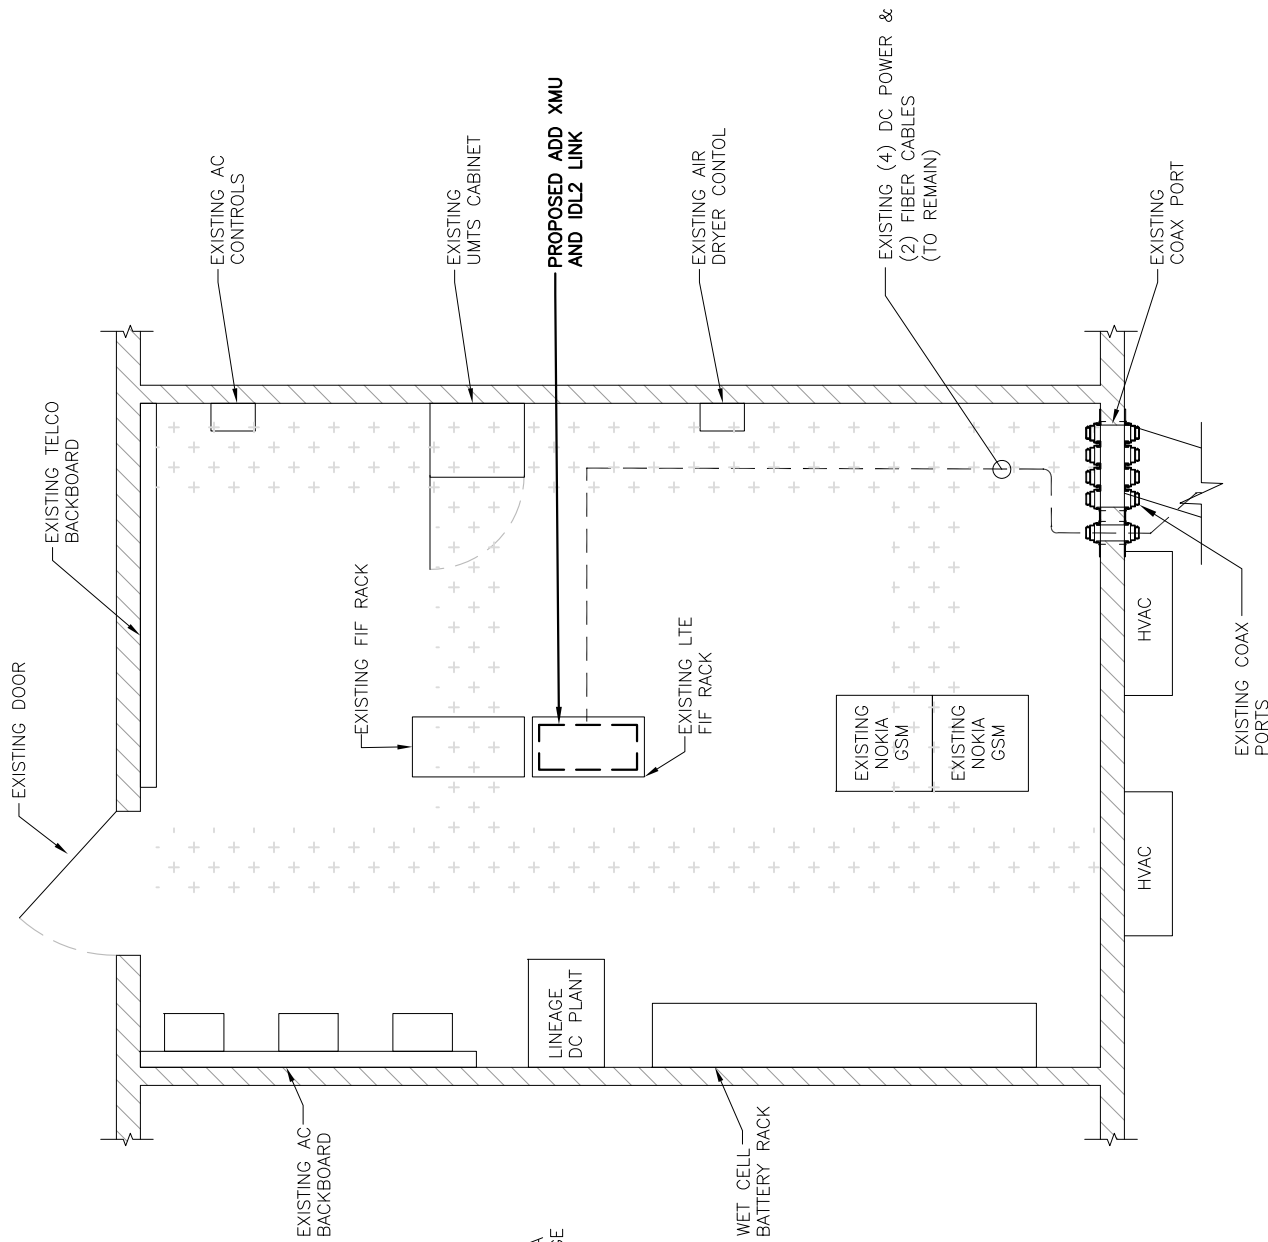 EXISTING DOOR
EXISTING TELCO
BACKBOARD
EXISTING AC
CONTROLS
EXISTING
UMTS CABINET
PROPOSED ADD XMU
AND IDL2 LINK
EXISTING AIR
DRYER CONTOL
EXISTING (4) DC POWER &
(2) FIBER CABLES
(TO REMAIN)
EXISTING
COAX PORT
EXISTING FIF RACK
EXISTING LTE
FIF RACK
EXISTING
NOKIA
GSM
EXISTING
NOKIA
GSM
HVAC
HVAC
EXISTING COAX
PORTS
LINEAGE
DC PLANT
EXISTING AC
BACKBOARD
WET CELL
BATTERY RACK
A
GE